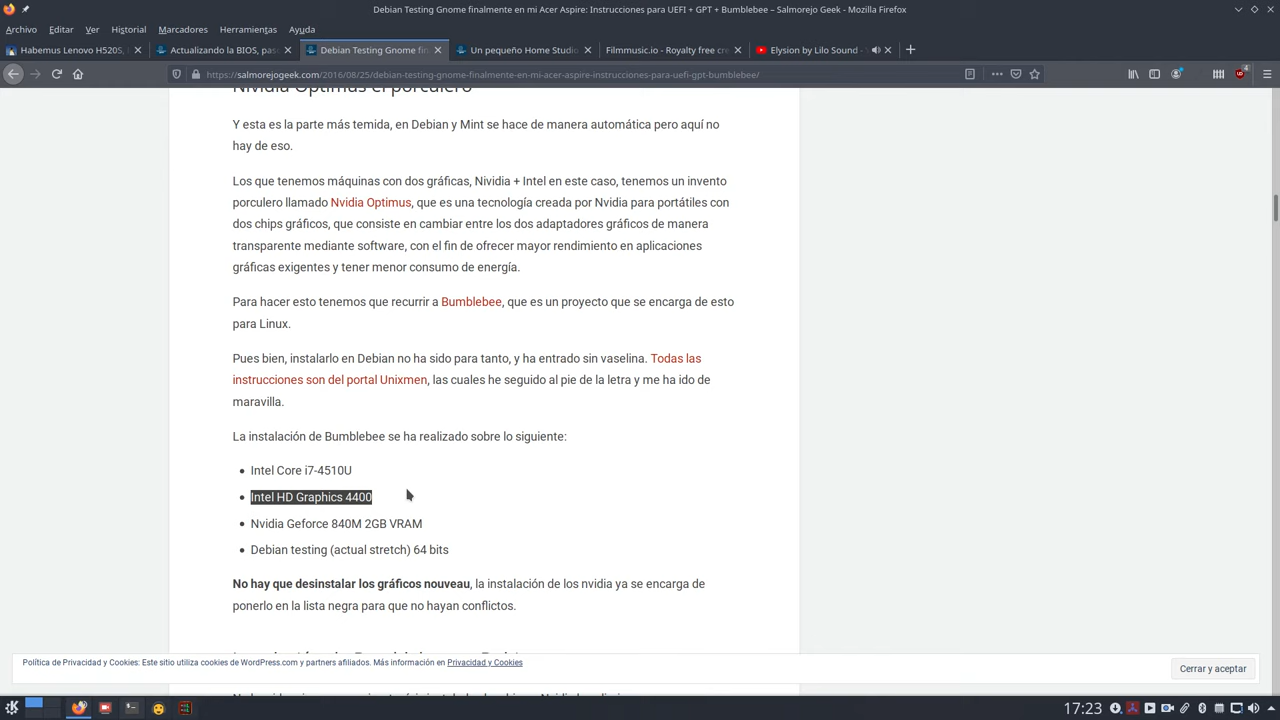 Debian Testing Gnome finalmente en mi Acer Aspire: Instrucciones para UEFI + GPT + Bumblebee – Salmorejo Geek - Mozilla Firefox
Archivo Editar Ver Historial Marcadores Herramientas Ayuda
Habemus Lenovo H520S,
Actualizando la BIOS, pas
Debian Testing Gnome fin
Un pequeño Home Studio
Filmmusic.io - Royalty free cre
Elysion by Lilo Sound -
https://salmorejogeek.com/2016/08/25/debian-testing-gnome-finalmente-en-mi-acer-aspire-instrucciones-para-uefi-gpt-bumblebee/
4
Nvidia Optimus el porculero
Y esta es la parte más temida, en Debian y Mint se hace de manera automática pero aquí no
hay de eso.
Los que tenemos máquinas con dos gráficas, Nividia + Intel en este caso, tenemos un invento
porculero llamado Nvidia Optimus, que es una tecnología creada por Nvidia para portátiles con
dos chips gráficos, que consiste en cambiar entre los dos adaptadores gráficos de manera
transparente mediante software, con el fin de ofrecer mayor rendimiento en aplicaciones
gráficas exigentes y tener menor consumo de energía.
Para hacer esto tenemos que recurrir a Bumblebee, que es un proyecto que se encarga de esto
para Linux.
Pues bien, instalarlo en Debian no ha sido para tanto, y ha entrado sin vaselina. Todas las
instrucciones son del portal Unixmen, las cuales he seguido al pie de la letra y me ha ido de
maravilla.
La instalación de Bumblebee se ha realizado sobre lo siguiente:
Intel Core i7-4510U
Intel HD Graphics 4400
Nvidia Geforce 840M 2GB VRAM
Debian testing (actual stretch) 64 bits
No hay que desinstalar los gráficos nouveau, la instalación de los nvidia ya se encarga de
ponerlo en la lista negra para que no hayan conflictos.
Política de Privacidad y Cookies: Este sitio utiliza cookies de WordPress.com y partners afiliados. Más información en Privacidad y Cookies
Cerrar y aceptar
17:23